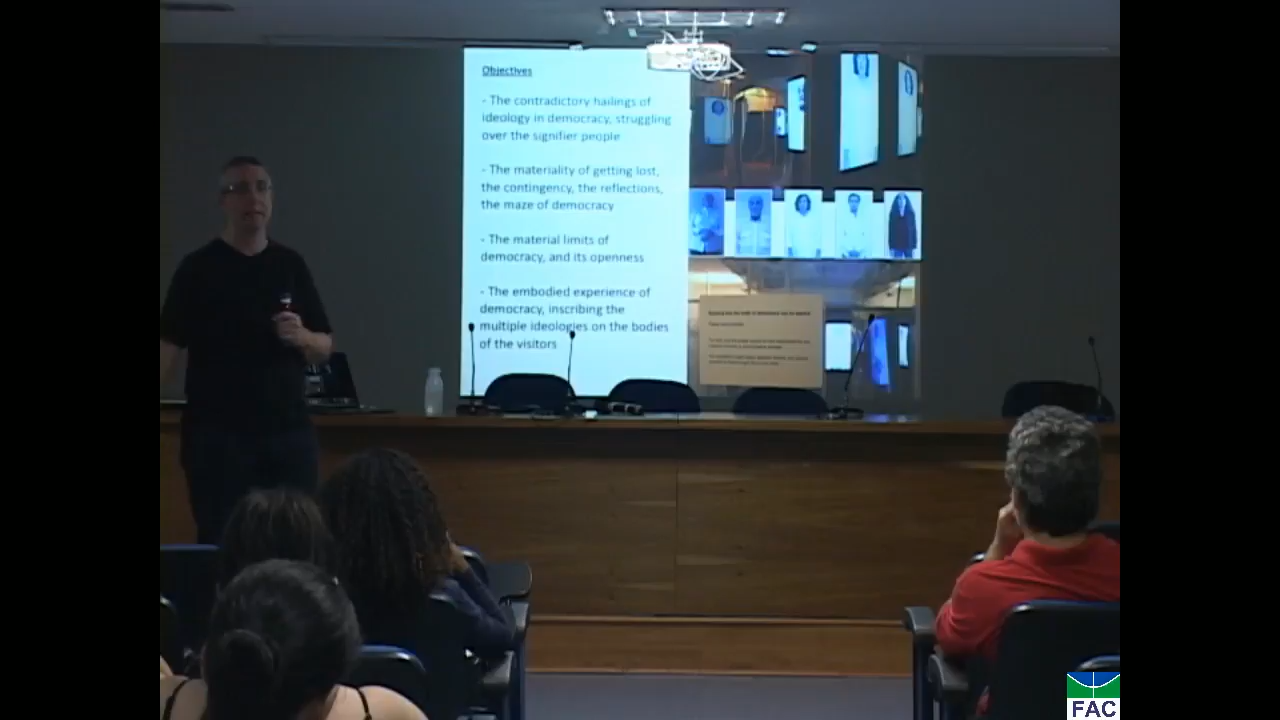 Objectives
- The contradictory hailings of
ideology in democracy, struggling
over the signifier people
- The materiality of getting lost,
the contingency, the reflections,
the maze of democracy
- The material limits of
democracy, and its openness
- The embodied experience of
democracy, inscribing the
multiple ideologies on the bodies
of the visitors
FAC